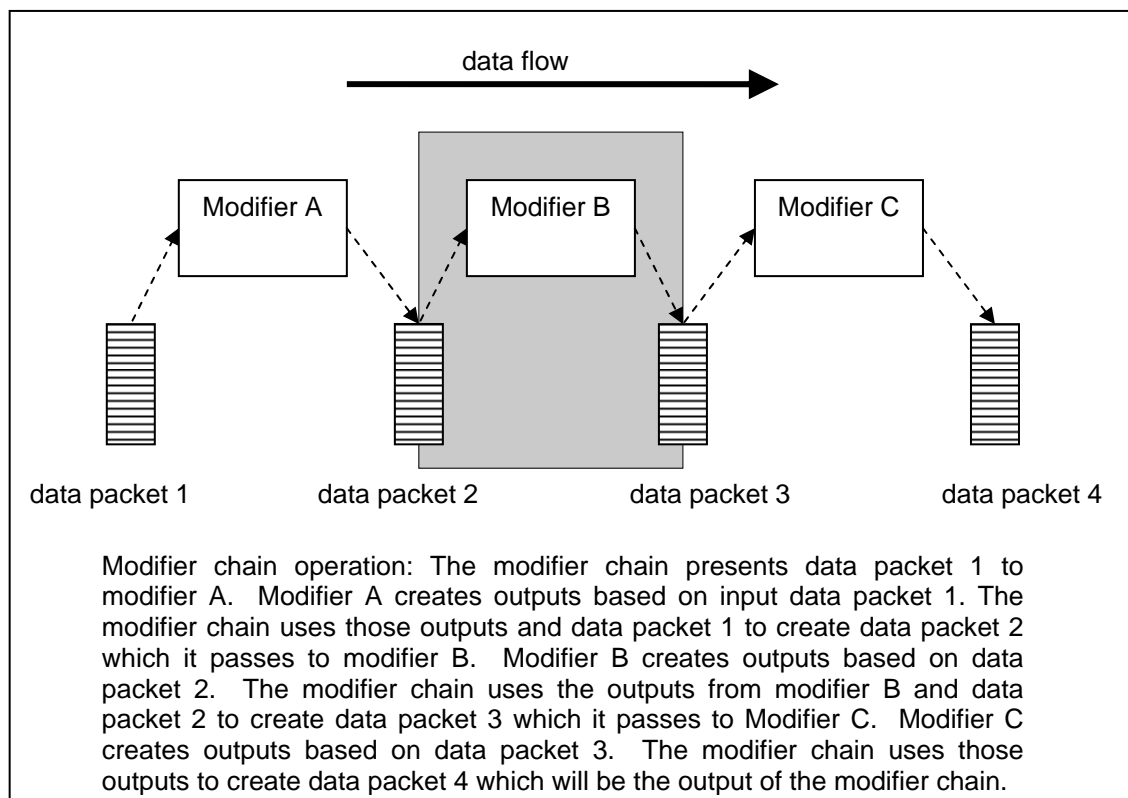 data flow
Modifier A
Modifier B
Modifier C
data packet 1
data packet 2
data packet 3
data packet 4
Modifier chain operation: The modifier chain presents data packet 1 to
modifier A. Modifier A creates outputs based on input data packet 1. The
modifier chain uses those outputs and data packet 1 to create data packet 2
which it passes to modifier B. Modifier B creates outputs based on data
packet 2. The modifier chain uses the outputs from modifier B and data
packet 2 to create data packet 3 which it passes to Modifier C. Modifier C
creates outputs based on data packet 3. The modifier chain uses those
outputs to create data packet 4 which will be the output of the modifier chain.